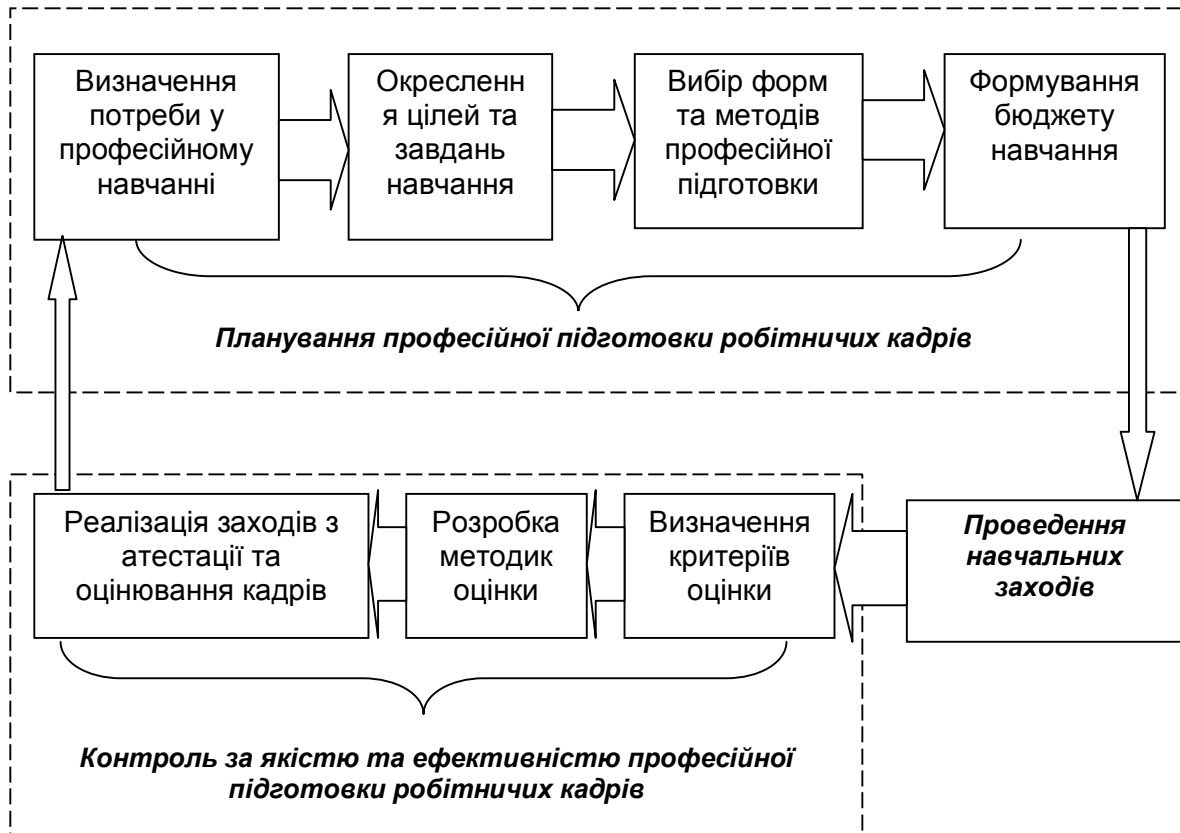 Визначення
потреби у
професійному
навчанні
Окресленн
я цілей та
завдань
навчання
Вибір форм
та методів
професійної
підготовки
Формування
бюджету
навчання
Планування професійної підготовки робітничих кадрів
Реалізація заходів з
атестації та
оцінювання кадрів
Розробка
методик
оцінки
Визначення
критеріїв
оцінки
Проведення
навчальних
заходів
Контроль за якістю та ефективністю професійної
підготовки робітничих кадрів